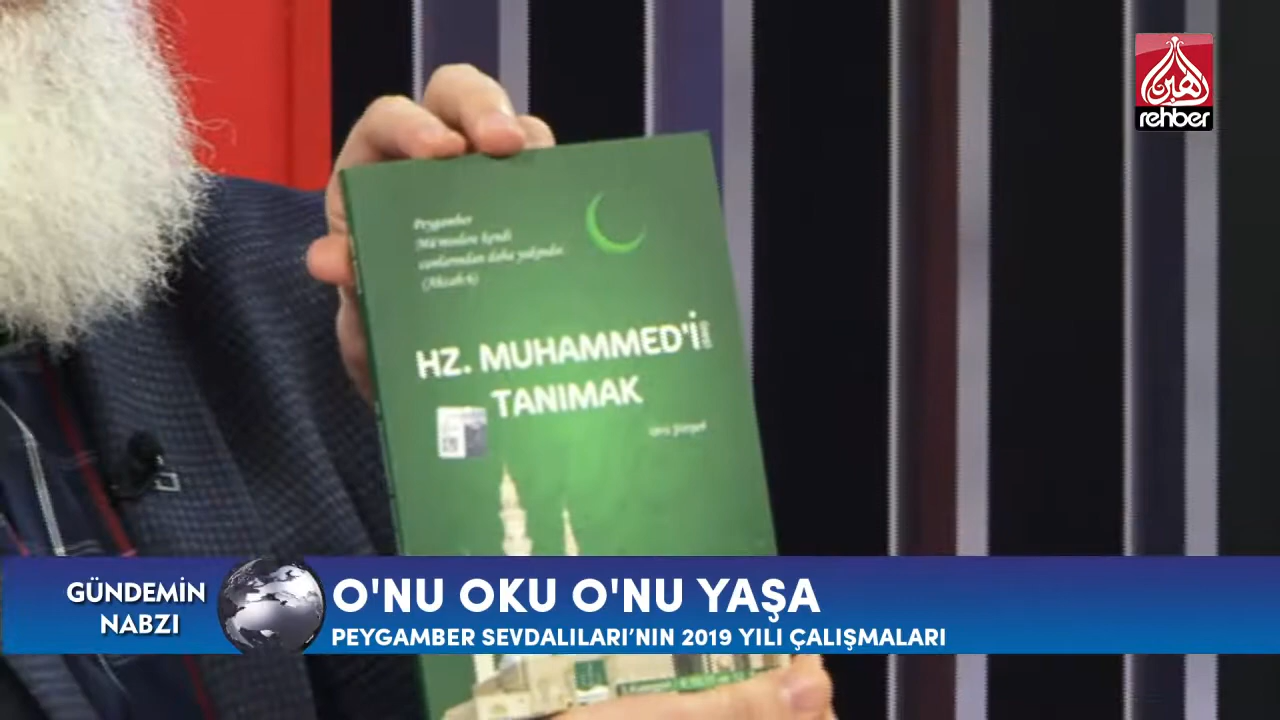 رهبر
rehber
Peygamber
Mü'minlere kendi
canlarından daha yakındır.
(Ahzab 6)
HZ. MUHAMMED'İ
TANIMAK
GÜNDEMİN
NABZI
O'NU OKU O'NU YAŞA
PEYGAMBER SEVDALILARI'NIN 2019 YILI ÇALIŞMALARI